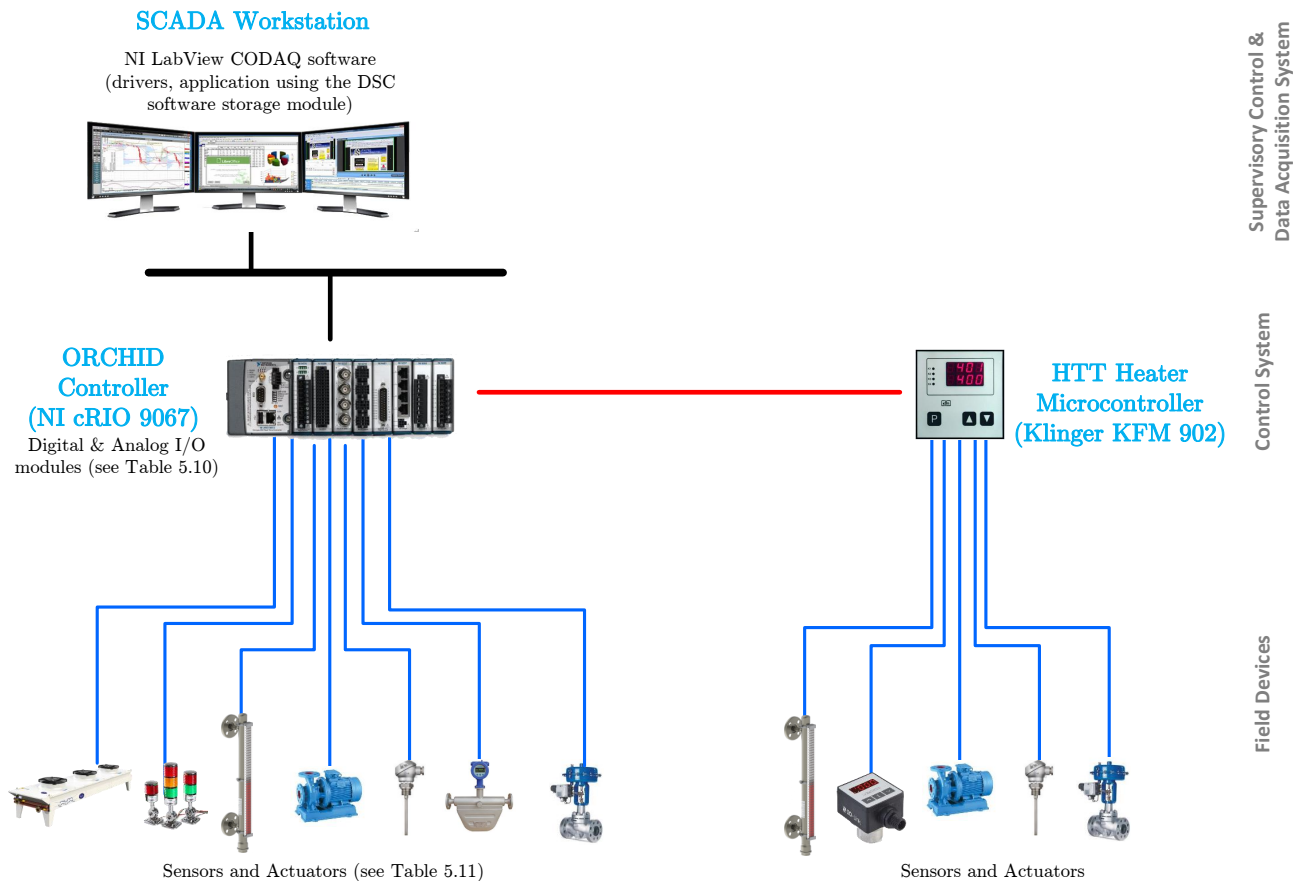 SCADA Workstation
NI LabView CODAQ software
(drivers, application using the DSC
software storage module)
Supervisory Control &
Data Acquisition System
ORCHID
Controller
(NI cRIO 9067)
Digital & Analog I/O
modules (see Table 5.10)
401
400
P
HTT Heater
Microcontroller
(Klinger KFM 902)
Control System
Field Devices
Sensors and Actuators (see Table 5.11)
Sensors and Actuators